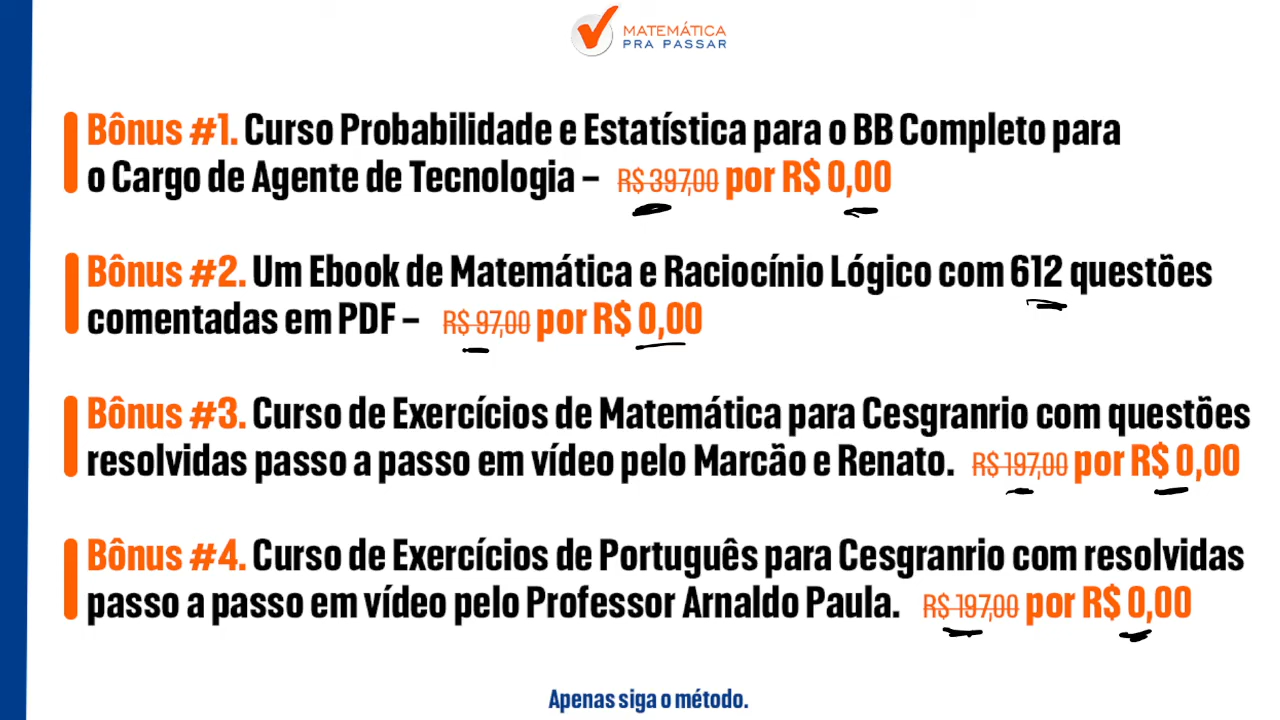 MATEMÁTICA
PRA PASSAR
Bônus #1. Curso Probabilidade e Estatística para o BB Completo para
o Cargo de Agente de Tecnologia – R$ 397,00 por R$ 0,00
Bônus #2. Um Ebook de Matemática e Raciocínio Lógico com 612 questões
comentadas em PDF – R$ 97,00 por R$ 0,00
Bônus #3. Curso de Exercícios de Matemática para Cesgranrio com questões
resolvidas passo a passo em vídeo pelo Marcão e Renato. R$ 197,00 por R$ 0,00
Bônus #4. Curso de Exercícios de Português para Cesgranrio com resolvidas
passo a passo em vídeo pelo Professor Arnaldo Paula. R$ 197,00 por R$ 0,00
Apenas siga o método.